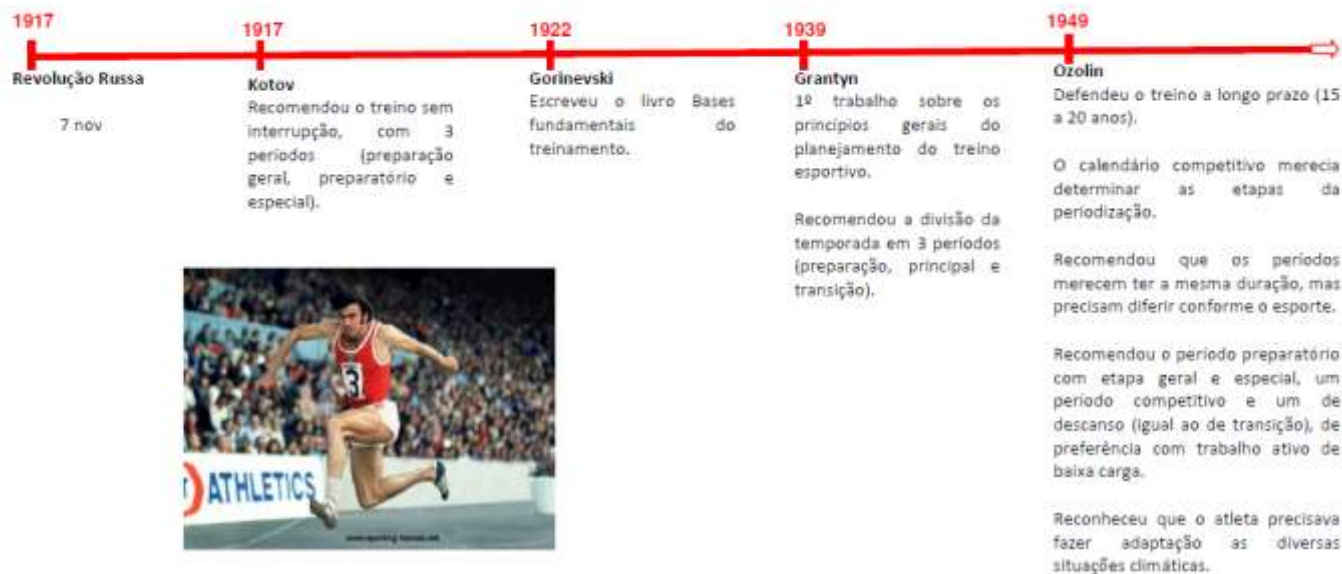 1917
Revolução Russa
7 nov
1917
Kotov
Recomendou o treino sem
interrupção, com 3
períodos (preparação
geral, preparatório e
especial).
1922
Gorinevski
Escreveu o livro Bases
fundamentais do
treinamento.
1939
Grantyn
1º trabalho sobre os
princípios gerais do
planejamento do treino
esportivo.
Recomendou a divisão da
temporada em 3 períodos
(preparação, principal e
transição).
1949
Ozolin
Defendeu o treino a longo prazo (15
a 20 anos).
O calendário competitivo merecia
determinar as etapas da
periodização.
Recomendou que os períodos
merecem ter a mesma duração, mas
precisam diferir conforme o esporte.
Recomendou o período preparatório
com etapa geral e especial, um
período competitivo e um de
descanso (igual ao de transição), de
preferência com trabalho ativo de
baixa carga.
Reconheceu que o atleta precisava
fazer adaptação as diversas
situações climáticas.
3
ATHLETICS